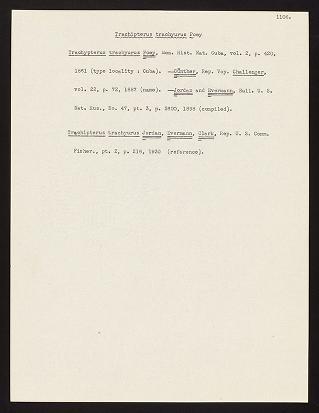 1106.
Trachipterus trachyurus Poey
Trachypterus trachyurus Poey, Mem. Hist. Nat. Cuba, vol. 2, p. 420,
1861 (type locality: Cuba). —Günther, Rep. Voy. Challenger,
vol. 22, p. 72, 1887 (name). —Jordan and Evermann, Bull. U. S.
Nat. Mus., No. 47, pt. 3, p. 2600, 1898 (compiled).
Trachipterus trachyurus Jordan, Evermann, Clark, Rep. U. S. Comm.
Fisher., pt. 2, p. 216, 1930 (reference).